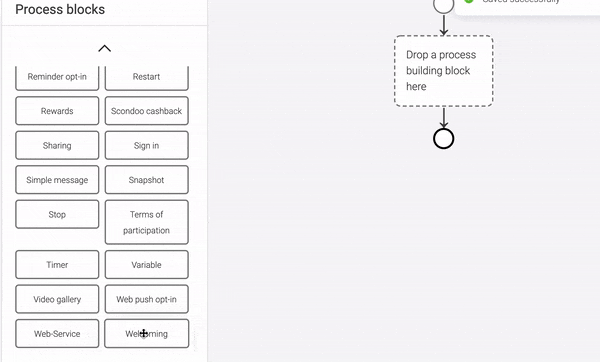 Process blocks
Saved successfully
Reminder opt-in
Restart
Rewards
Scondoo cashback
Sharing
Sign in
Simple message
Snapshot
Stop
Terms of
participation
Timer
Variable
Video gallery
Web push opt-in
Web-Service
Welcoming
Drop a process
building block
here